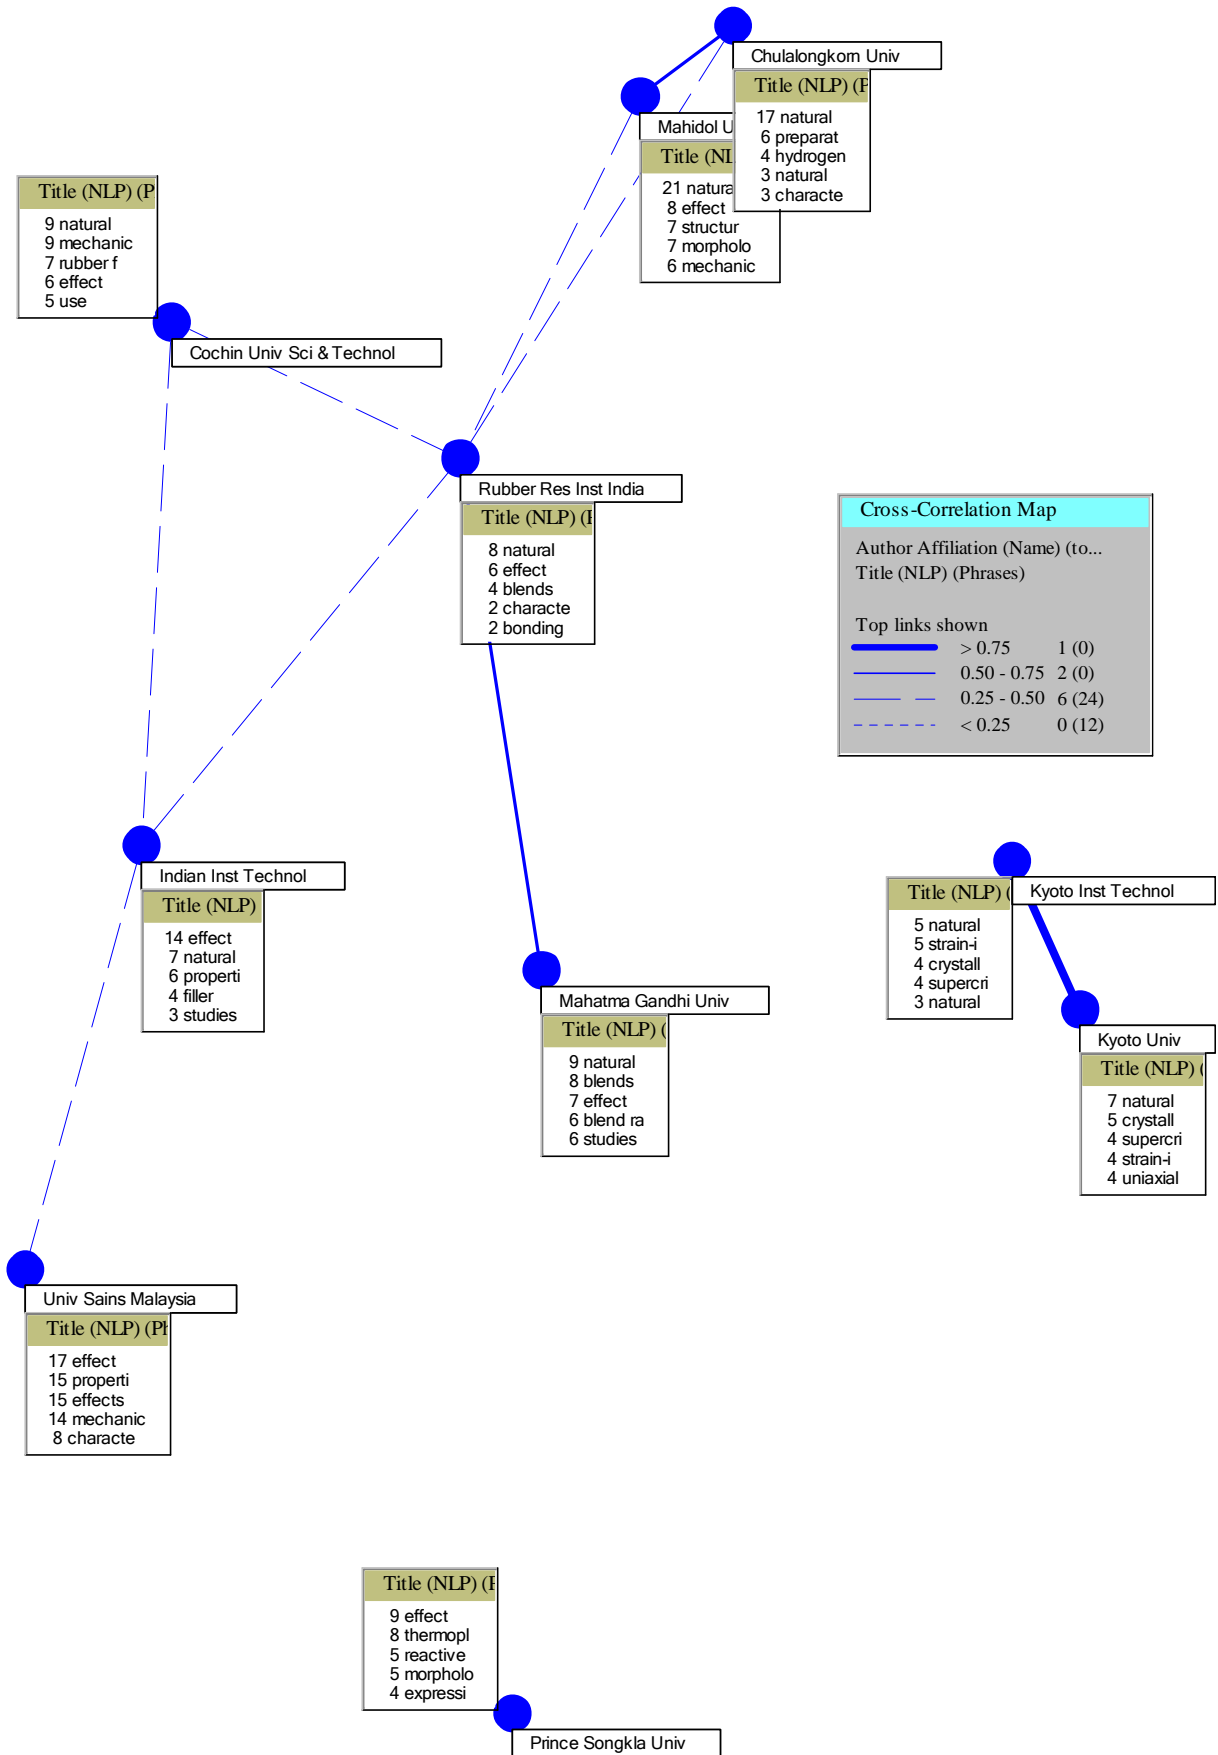 Chulalongkorn Univ
Title (NLP) (P
17 natural
6 preparat
4 hydrogen
3 natural
3 characte
Mahidol U
Title (NL
21 natura
8 effect
7 structur
7 morpholo
6 mechanic
Title (NLP) (P
9 natural
9 mechanic
7 rubber f
6 effect
5 use
Cochin Univ Sci & Technol
Rubber Res Inst India
Title (NLP) (F
8 natural
6 effect
4 blends
2 characte
2 bonding
Cross-Correlation Map
Author Affiliation (Name) (to...
Title (NLP) (Phrases)
Top links shown
> 0.75 1 (0)
0.50 - 0.75 2 (0)
0.25 - 0.50 6 (24)
< 0.25 0 (12)
Indian Inst Technol
Title (NLP)
14 effect
7 natural
6 properti
4 filler
3 studies
Mahatma Gandhi Univ
Title (NLP) (
9 natural
8 blends
7 effect
6 blend ra
6 studies
Kyoto Inst Technol
Title (NLP) (
5 natural
5 strain-i
4 crystall
4 supercri
3 natural
Kyoto Univ
Title (NLP) (
7 natural
5 crystall
4 supercri
4 strain-i
4 uniaxial
Univ Sains Malaysia
Title (NLP) (Ph
17 effect
15 properti
15 effects
14 mechanic
8 characte
Title (NLP) (F
9 effect
8 thermopl
5 reactive
5 morpholo
4 expressi
Prince Songkla Univ